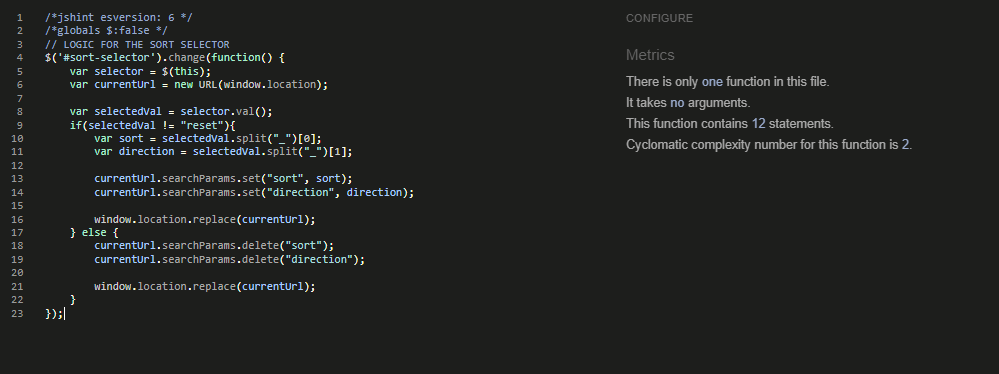 1 /*jshint esversion: 6 */
2 /*globals $:false */
3 // LOGIC FOR THE SORT SELECTOR
4 $('#sort-selector').change(function() {
5 var selector = $(this);
6 var currentUrl = new URL(window.location);
7
8 var selectedVal = selector.val();
9 if(selectedVal != "reset"){
10 var sort = selectedVal.split("_")[0];
11 var direction = selectedVal.split("_")[1];
12
13 currentUrl.searchParams.set("sort", sort);
14 currentUrl.searchParams.set("direction", direction);
15
16 window.location.replace(currentUrl);
17 } else {
18 currentUrl.searchParams.delete("sort");
19 currentUrl.searchParams.delete("direction");
20
21 window.location.replace(currentUrl);
22 }
23 });
CONFIGURE
Metrics
There is only one function in this file.
It takes no arguments.
This function contains 12 statements.
Cyclomatic complexity number for this function is 2.